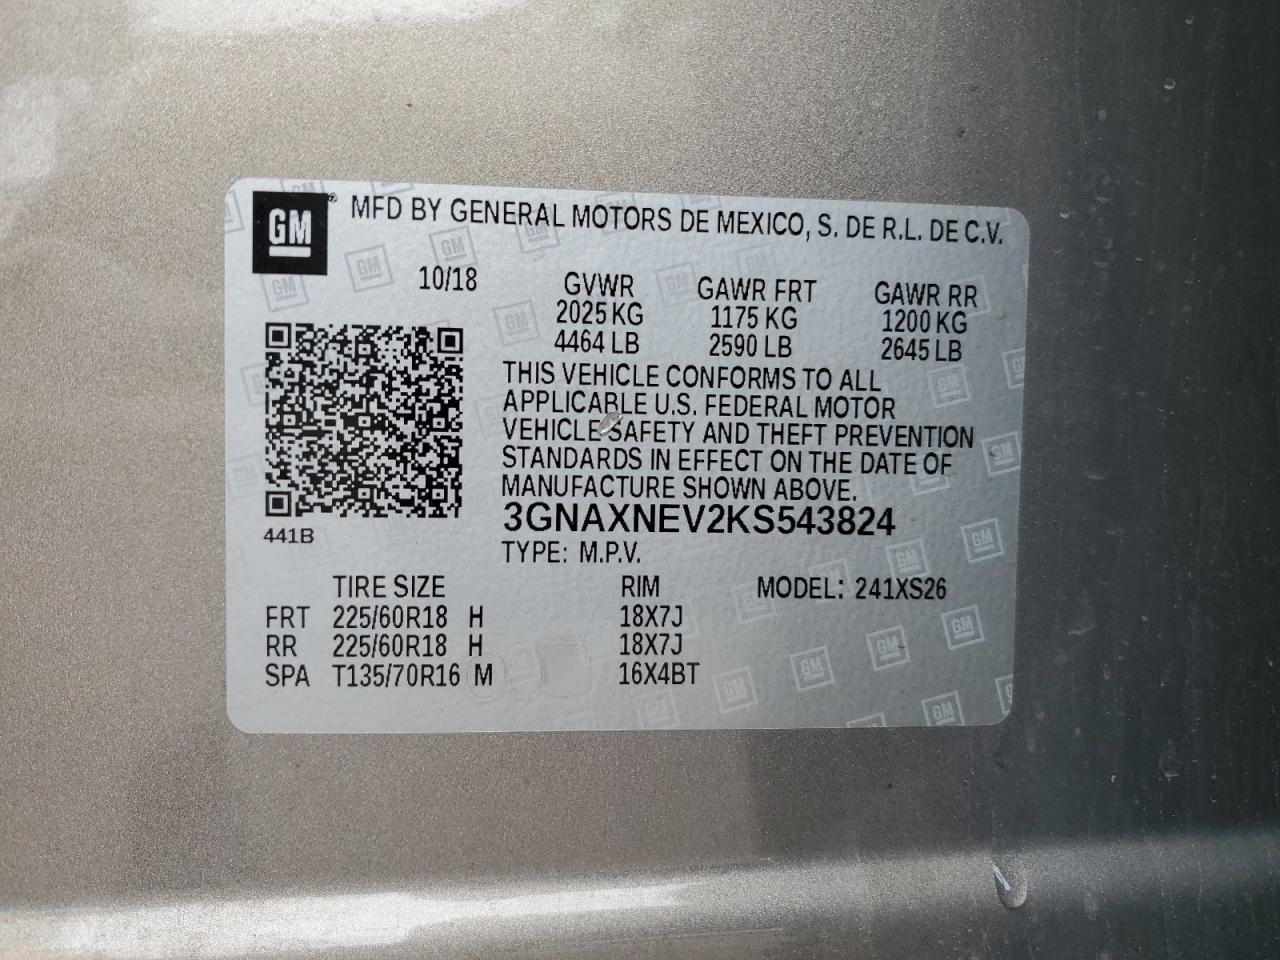 GM® MFD BY GENERAL MOTORS DE MEXICO, S. DE R.L. DE C.V.
10/18 GVWR GAWR FRT GAWR RR
2025 KG 1175 KG 1200 KG
4464 LB 2590 LB 2645 LB
THIS VEHICLE CONFORMS TO ALL
APPLICABLE U.S. FEDERAL MOTOR
VEHICLE SAFETY AND THEFT PREVENTION
STANDARDS IN EFFECT ON THE DATE OF
MANUFACTURE SHOWN ABOVE.
3GNAXNEV2KS543824
441B
TYPE: M.P.V.
TIRE SIZE RIM MODEL: 241XS26
FRT 225/60R18 H 18X7J
RR 225/60R18 H 18X7J
SPA T135/70R16 M 16X4BT